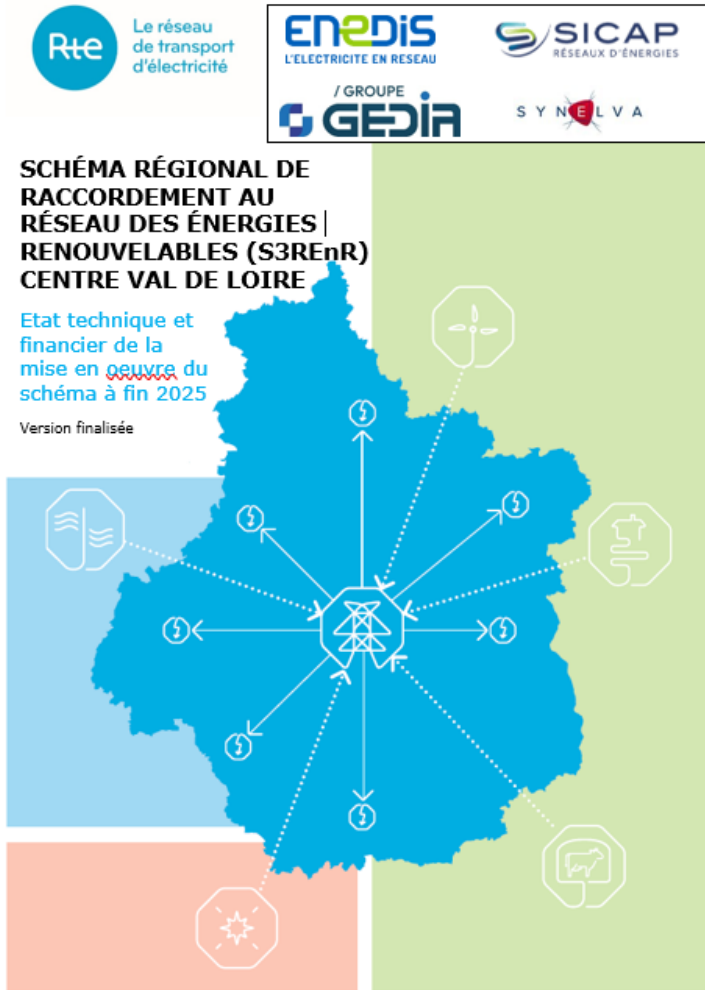 Rte
Le réseau
de transport
d'électricité
ENEDIS
L'ELECTRICITE EN RESEAU
SICAP
RÉSEAUX D'ÉNERGIES
/ GROUPE
GEDIA
SYNELVA
SCHÉMA RÉGIONAL DE
RACCORDEMENT AU
RÉSEAU DES ÉNERGIES
RENOUVELABLES (S3REnR)
CENTRE VAL DE LOIRE
Etat technique et
financier de la
mise en oeuvre du
schéma à fin 2025
Version finalisée